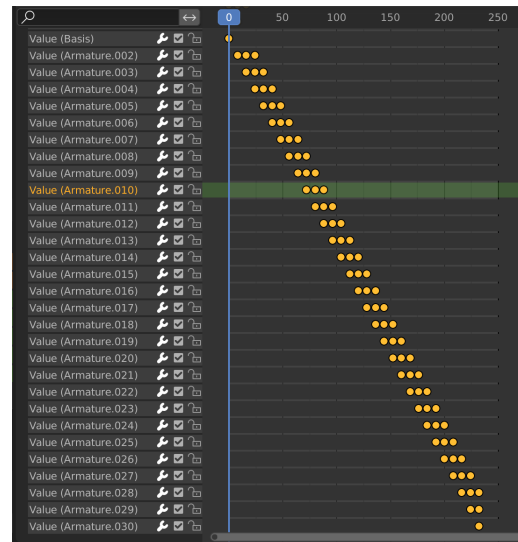 0 50 100 150 200 250
Value (Basis)
Value (Armature.002)
Value (Armature.003)
Value (Armature.004)
Value (Armature.005)
Value (Armature.006)
Value (Armature.007)
Value (Armature.008)
Value (Armature.009)
Value (Armature.010)
Value (Armature.011)
Value (Armature.012)
Value (Armature.013)
Value (Armature.014)
Value (Armature.015)
Value (Armature.016)
Value (Armature.017)
Value (Armature.018)
Value (Armature.019)
Value (Armature.020)
Value (Armature.021)
Value (Armature.022)
Value (Armature.023)
Value (Armature.024)
Value (Armature.025)
Value (Armature.026)
Value (Armature.027)
Value (Armature.028)
Value (Armature.029)
Value (Armature.030)